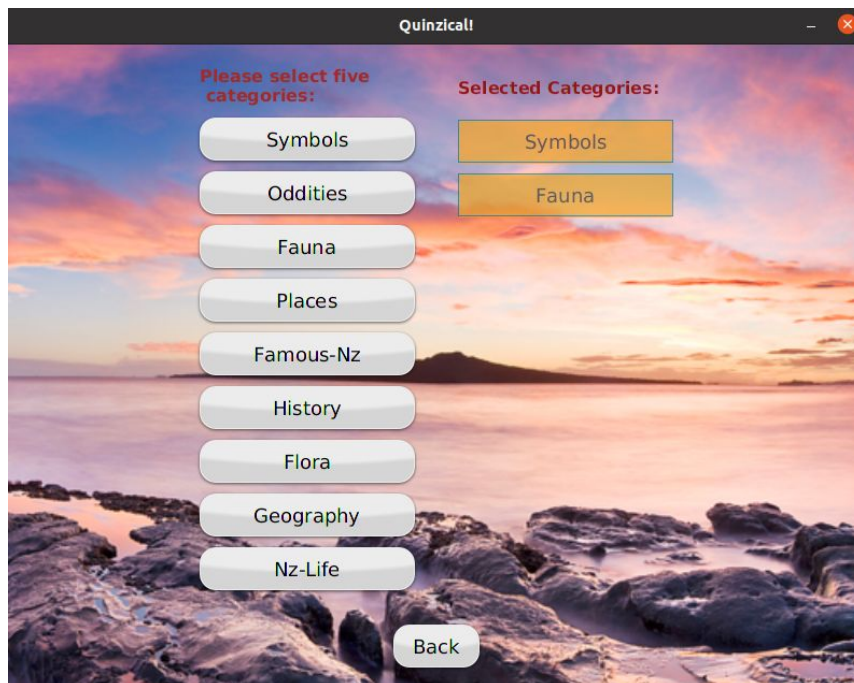 Quinzical!
Please select five
categories:
Symbols
Oddities
Fauna
Places
Famous-Nz
History
Flora
Geography
Nz-Life
Selected Categories:
Symbols
Fauna
Back